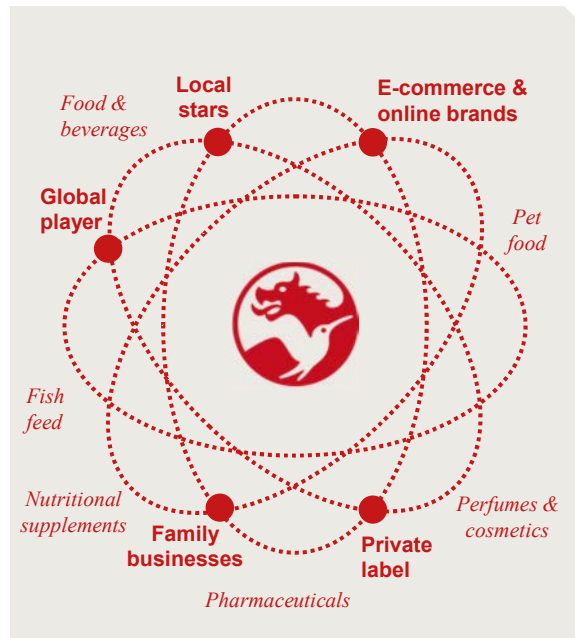 Local
stars
E-commerce &
online brands
Food &
beverages
Global
player
Pet
food
Fish
feed
Nutritional
supplements
Family
businesses
Private
label
Perfumes &
cosmetics
Pharmaceuticals